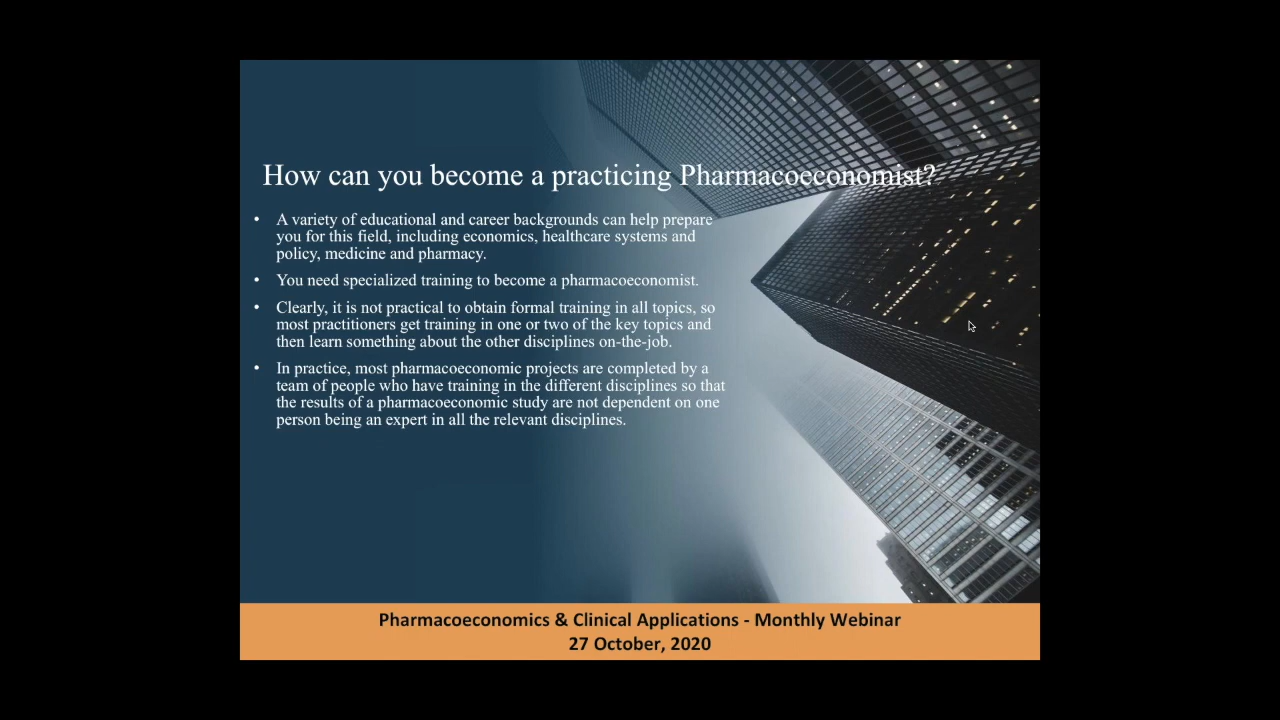 How can you become a practicing Pharmacoeconomist?
• A variety of educational and career backgrounds can help prepare
you for this field, including economics, healthcare systems and
policy, medicine and pharmacy.
• You need specialized training to become a pharmacoeconomist.
• Clearly, it is not practical to obtain formal training in all topics, so
most practitioners get training in one or two of the key topics and
then learn something about the other disciplines on-the-job.
• In practice, most pharmacoeconomic projects are completed by a
team of people who have training in the different disciplines so that
the results of a pharmacoeconomic study are not dependent on one
person being an expert in all the relevant disciplines.
Pharmacoeconomics & Clinical Applications - Monthly Webinar
27 October, 2020